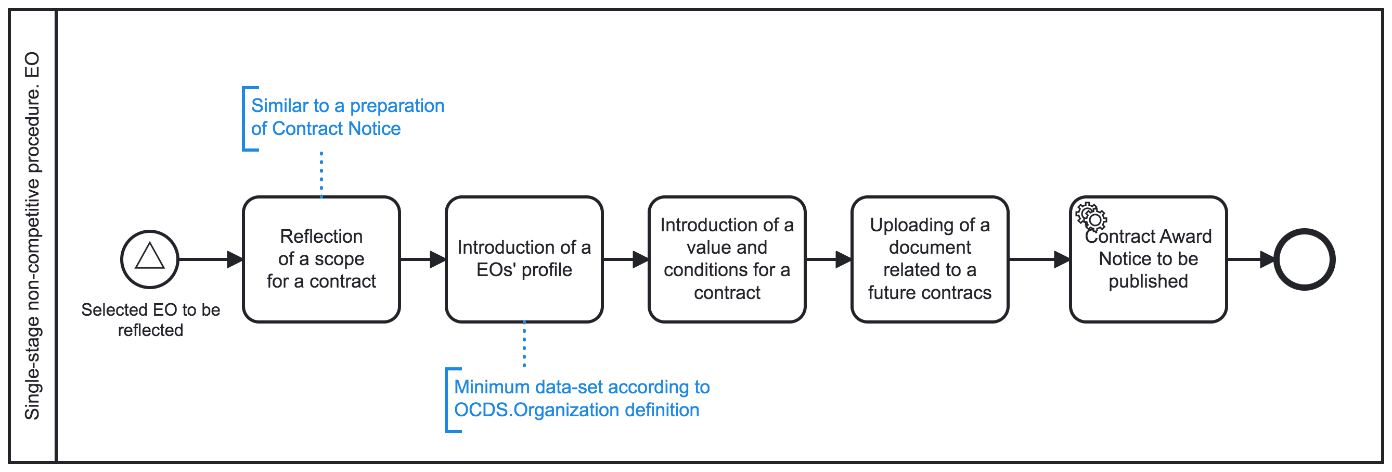 Single-stage non-competitive procedure. EO
Similar to a preparation
of Contract Notice
Selected EO to be
reflected
Reflection
of a scope
for a contract
Introduction of a
EOs' profile
Minimum data-set according to
OCDS.Organization definition
Introduction of a
value and
conditions for a
contract
Uploading of a
document
related to a
future contracs
Contract Award
Notice to be
published